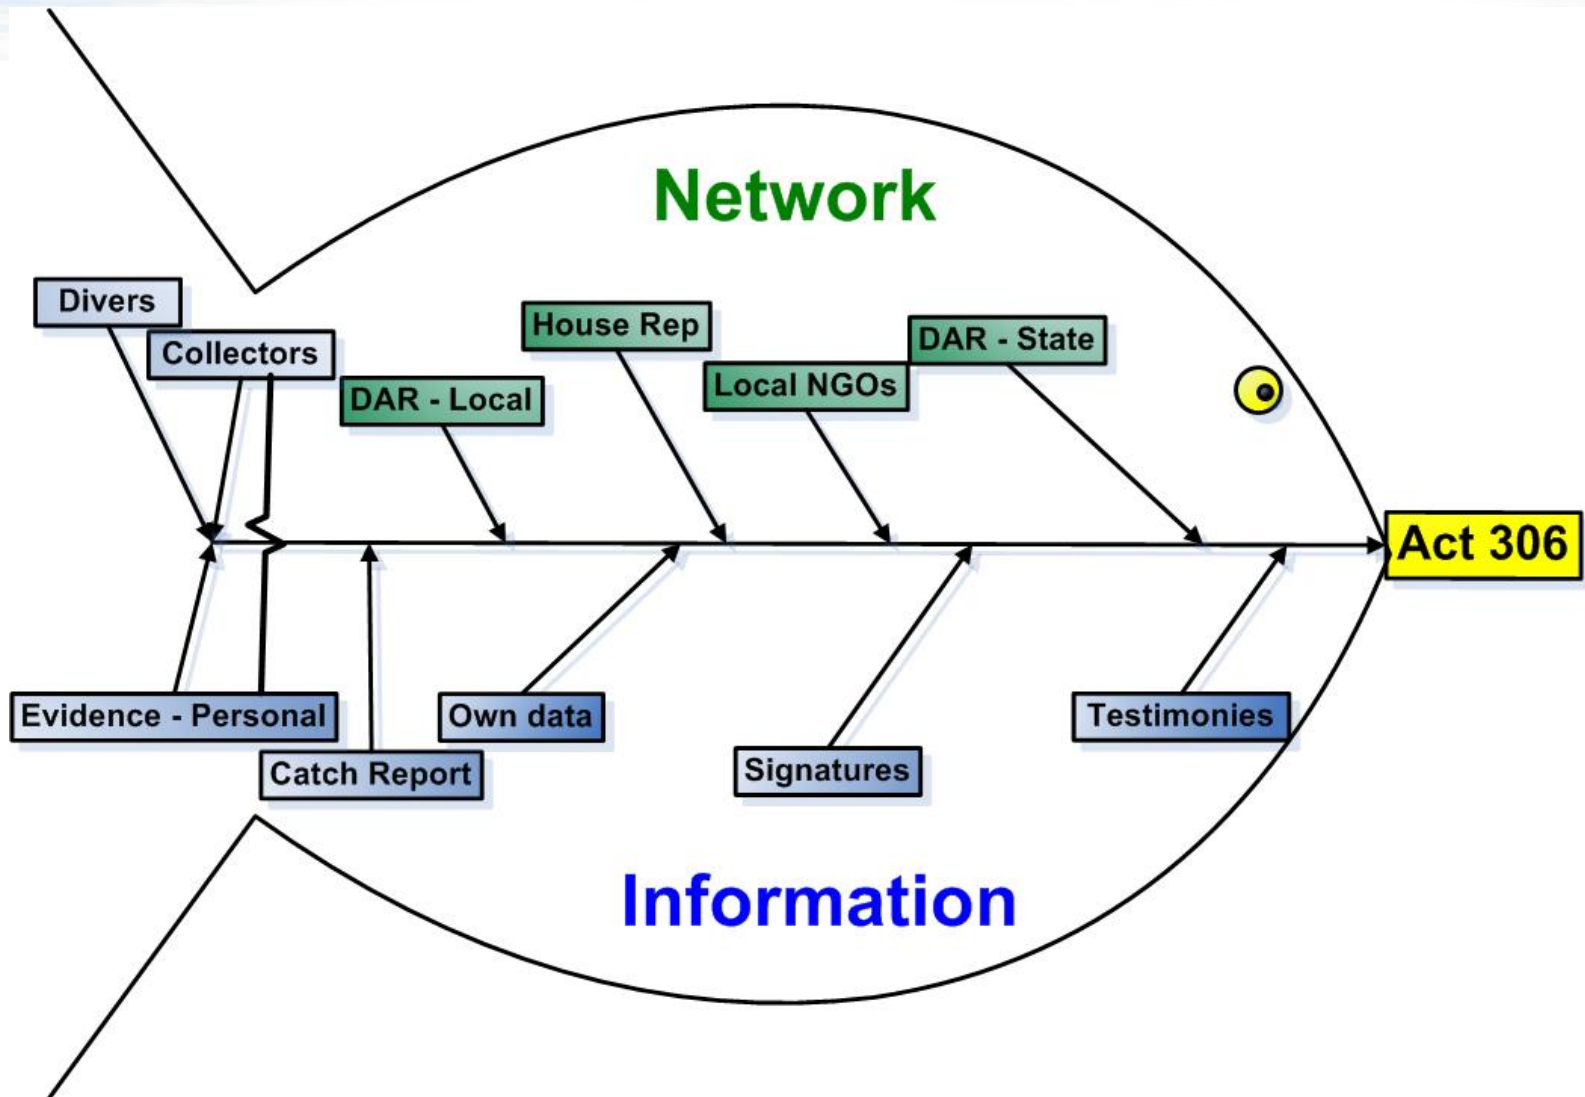 Network
Divers
Collectors
DAR - Local
House Rep
Local NGOs
DAR - State
Act 306
Evidence - Personal
Catch Report
Own data
Signatures
Testimonies
Information